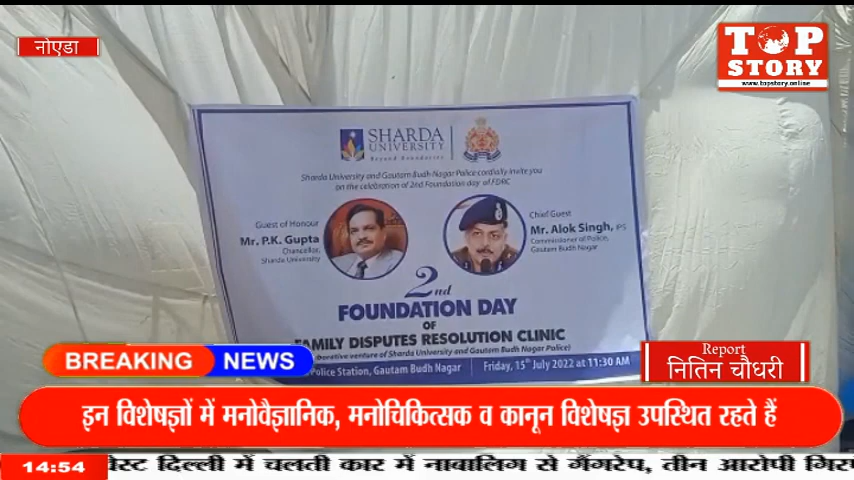 नोएडा
TOP
STORY
www.topstory.online
SHARDA
UNIVERSITY
Beyond Boundaries
Sharda University and Gautam Budh Nagar Police cordially invite you
on the celebration of 2nd Foundation day of FDRC
Guest of Honour
Mr. P.K. Gupta
Chancellor,
Sharda University
Chief Guest
Mr. Alok Singh, IPS
Commissioner of Police,
Gautam Budh Nagar
2nd
FOUNDATION DAY
OF
FAMILY DISPUTES RESOLUTION CLINIC
borative venture of Sharda University and Gautam Budh Nagar Police)
Police Station, Gautam Budh Nagar | Friday, 15th July 2022 at 11:30 AM
BREAKING NEWS
Report
नितिन चौधरी
इन विशेषज्ञों में मनोवैज्ञानिक, मनोचिकित्सक व कानून विशेषज्ञ उपस्थित रहते हैं
14:54 वेस्ट दिल्ली में चलती कार में नाबालिग से गैंगरेप, तीन आरोपी